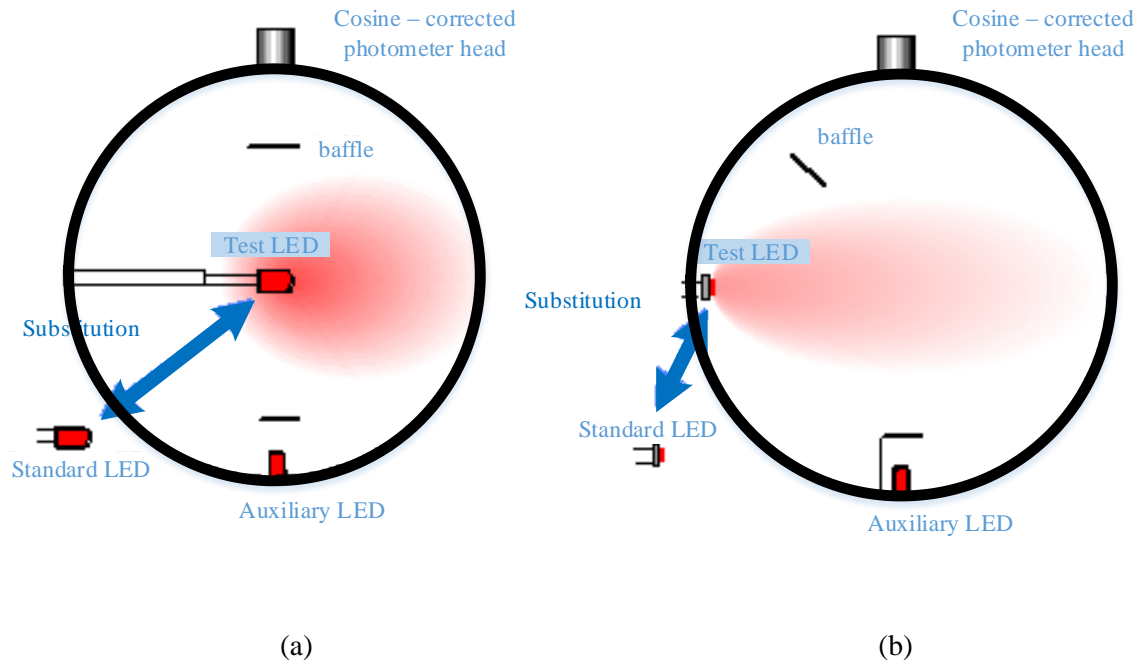 Cosine – corrected
photometer head
baffle
Test LED
Substitution
Standard LED
Auxiliary LED
(a)
Cosine – corrected
photometer head
baffle
Test LED
Substitution
Standard LED
Auxiliary LED
(b)